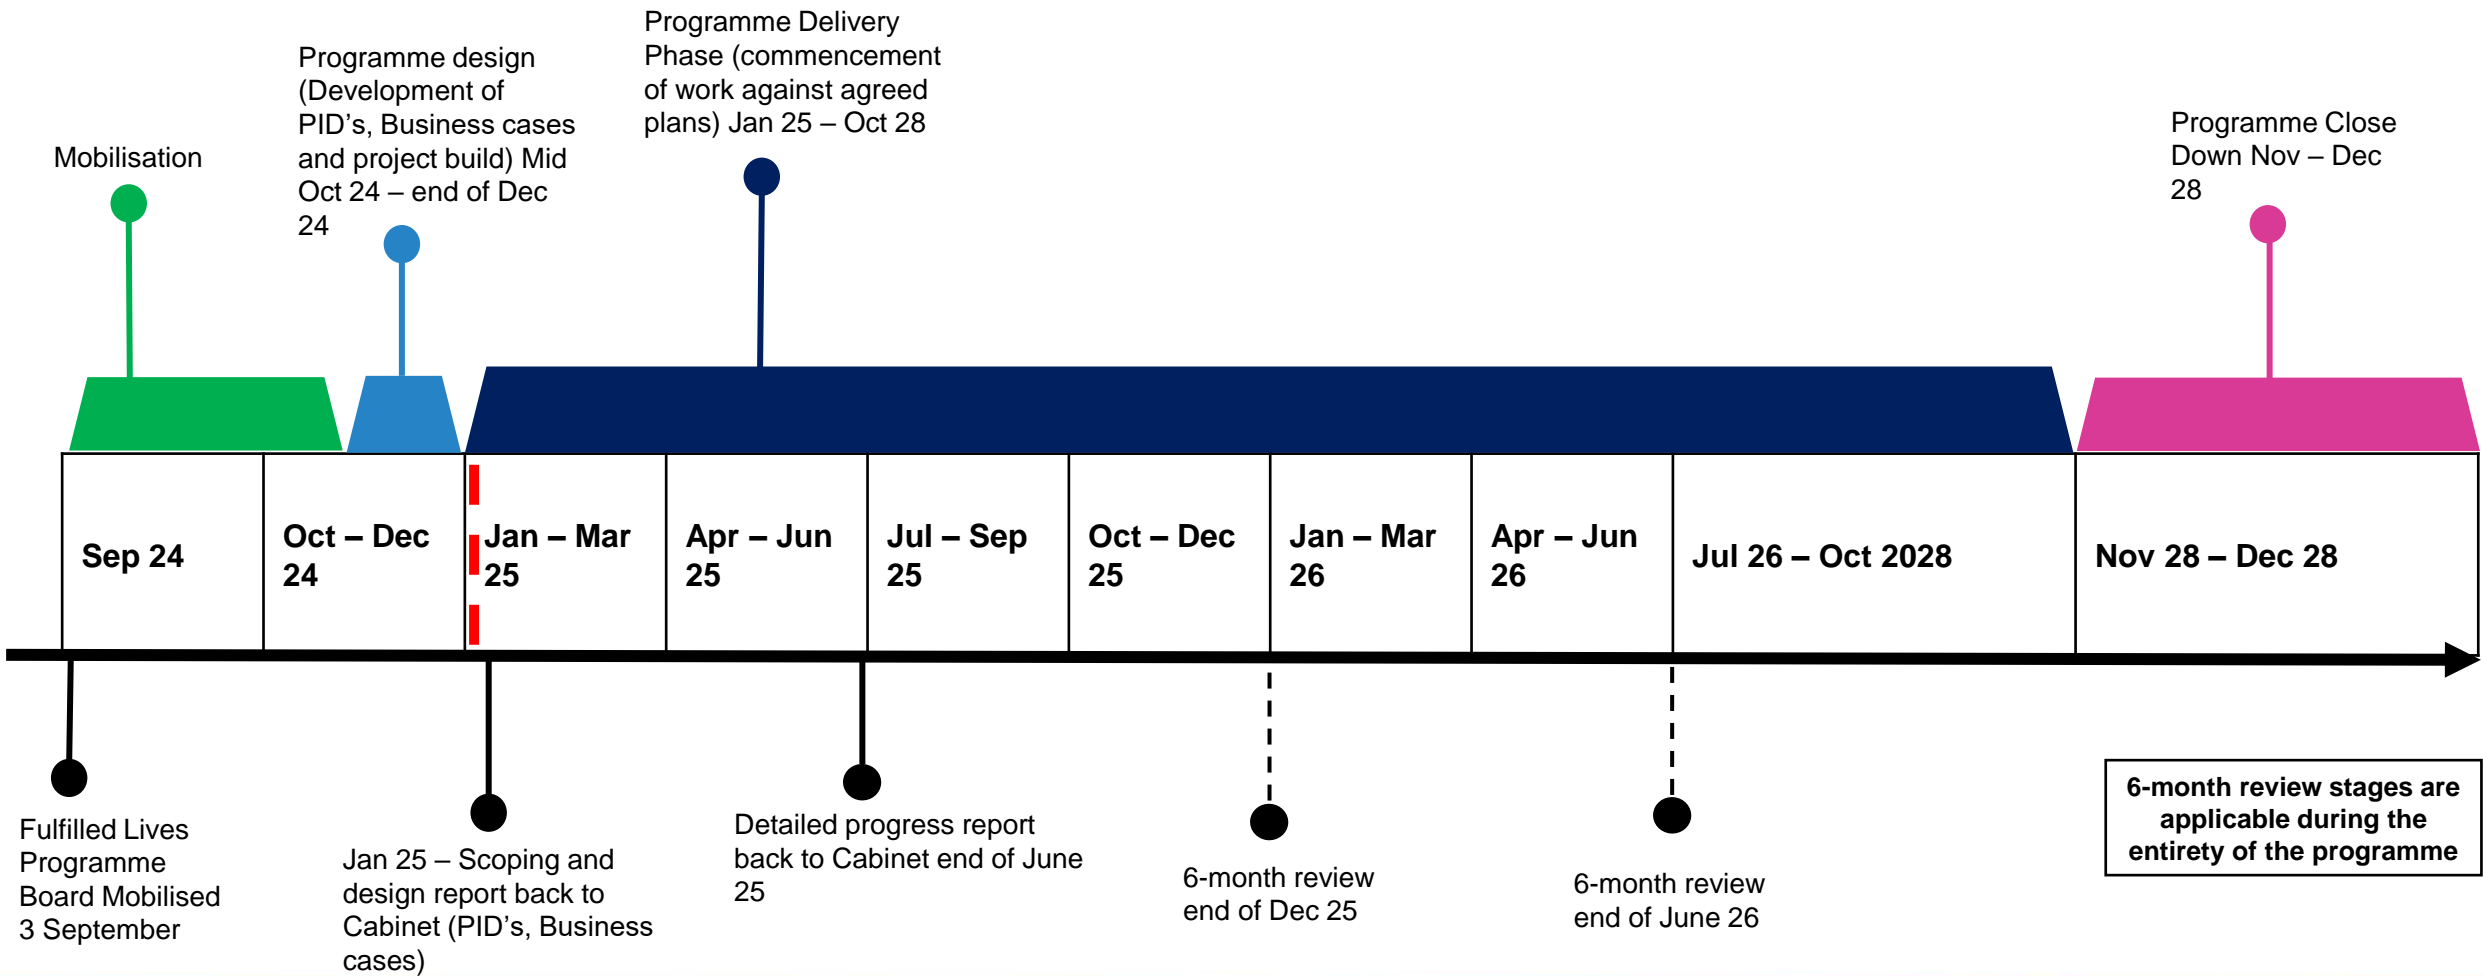 Mobilisation
Programme design
(Development of
PID's, Business cases
and project build) Mid
Oct 24 – end of Dec
24
Programme Delivery
Phase (commencement
of work against agreed
plans) Jan 25 – Oct 28
Programme Close
Down Nov – Dec
28
Sep 24
Oct – Dec
24
Jan – Mar
25
Apr – Jun
25
Jul – Sep
25
Oct – Dec
25
Jan – Mar
26
Apr – Jun
26
Jul 26 – Oct 2028
Nov 28 – Dec 28
Fulfilled Lives
Programme
Board Mobilised
3 September
Jan 25 – Scoping and
design report back to
Cabinet (PID's, Business
cases)
Detailed progress report
back to Cabinet end of June
25
6-month review
end of Dec 25
6-month review
end of June 26
6-month review stages are
applicable during the
entirety of the programme